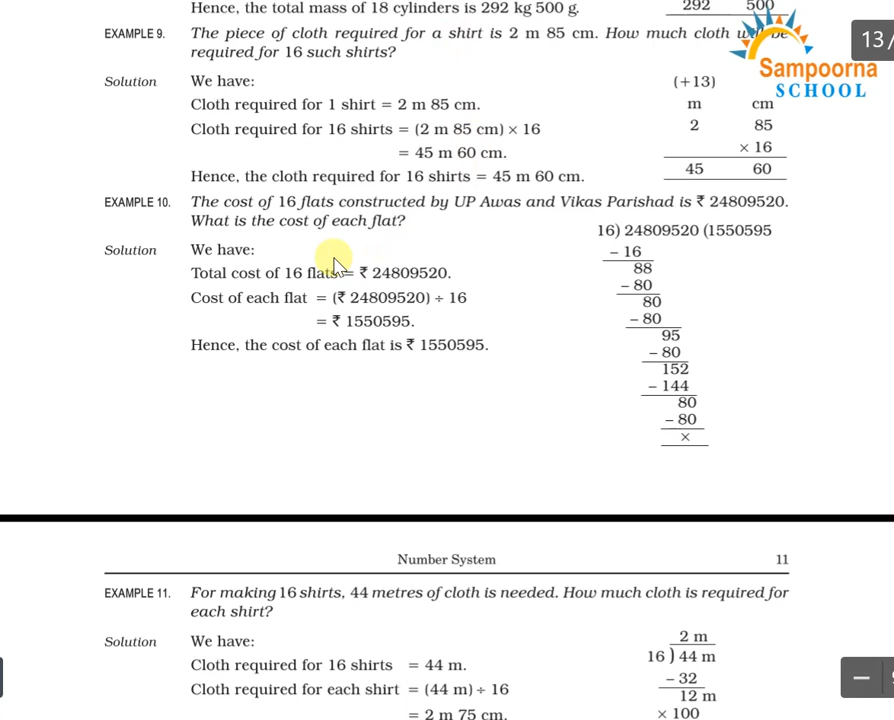 Hence, the total mass of 18 cylinders is 292 kg 500 g.
292 500
EXAMPLE 9. The piece of cloth required for a shirt is 2 m 85 cm. How much cloth will be
required for 16 such shirts?
13/
Sampoorna
SCHOOL
Solution We have:
(+13)
Cloth required for 1 shirt = 2 m 85 cm.
m cm
Cloth required for 16 shirts = (2 m 85 cm) × 16
2 85
= 45 m 60 cm.
× 16
Hence, the cloth required for 16 shirts = 45 m 60 cm.
45 60
EXAMPLE 10. The cost of 16 flats constructed by UP Awas and Vikas Parishad is ₹ 24809520.
What is the cost of each flat?
Solution We have:
Total cost of 16 flats = ₹ 24809520.
Cost of each flat = (₹ 24809520) ÷ 16
= ₹ 1550595.
Hence, the cost of each flat is ₹ 1550595.
16) 24809520 (1550595
– 16
88
– 80
80
– 80
95
– 80
152
– 144
80
– 80
×
Number System 11
EXAMPLE 11. For making 16 shirts, 44 metres of cloth is needed. How much cloth is required for
each shirt?
Solution We have:
Cloth required for 16 shirts = 44 m.
Cloth required for each shirt = (44 m) ÷ 16
= 2 m 75 cm.
2 m
16 ) 44 m
– 32
12 m
× 100